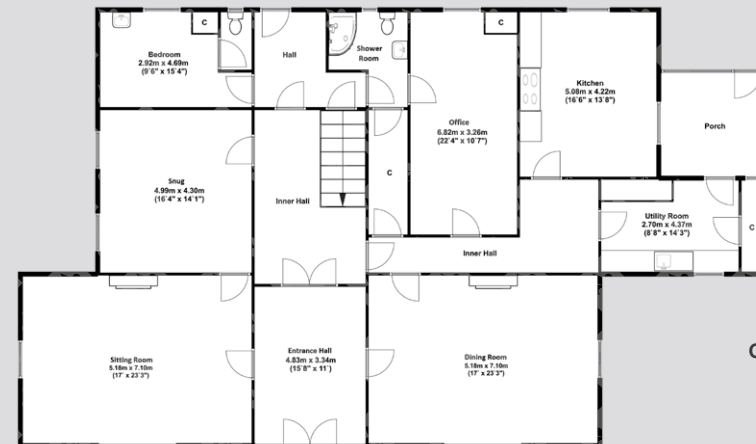 C
Bedroom
2.92m x 4.69m
(9'6" x 15'4")
Hall
Shower
Room
C
Office
6.82m x 3.26m
(22'4" x 10'7")
Kitchen
5.08m x 4.22m
(16'6" x 13'8")
Porch
Snug
4.99m x 4.30m
(16'4" x 14'1")
Inner Hall
C
Inner Hall
Utility Room
2.70m x 4.37m
(8'8" x 14'3")
C
Sitting Room
5.18m x 7.10m
(17' x 23'3")
Entrance Hall
4.83m x 3.34m
(15'8" x 11')
Dining Room
5.18m x 7.10m
(17' x 23'3")